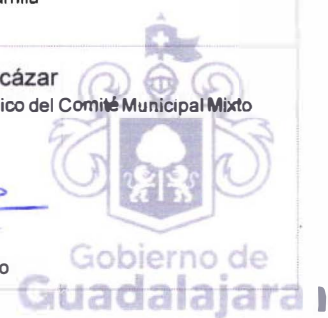 cázar
ico del Comité Municipal Mixto
o
Gobierno de
Guadalajara